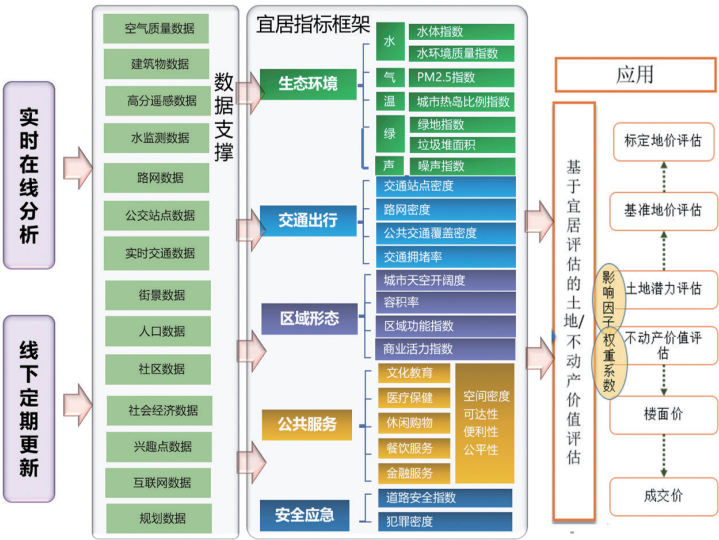 实时在线分析
线下定期更新
空气质量数据
建筑物数据
高分遥感数据
水监测数据
路网数据
公交站点数据
实时交通数据
街景数据
人口数据
社区数据
社会经济数据
兴趣点数据
互联网数据
规划数据
数据支撑
宜居指标框架
生态环境
水
水体指数
水环境质量指数
气
PM2.5指数
温
城市热岛比例指数
绿
绿地指数
垃圾堆面积
声
噪声指数
交通出行
交通站点密度
路网密度
公共交通覆盖密度
交通拥堵率
区域形态
城市天空开阔度
容积率
区域功能指数
商业活力指数
公共服务
文化教育
医疗保健
休闲购物
餐饮服务
金融服务
空间密度
可达性
便利性
公平性
安全应急
道路安全指数
犯罪密度
应用
基于宜居评估的土地/不动产价值评估
影响因子
权重系数
标定地价评估
基准地价评估
土地潜力评估
不动产价值评
估
楼面价
成交价